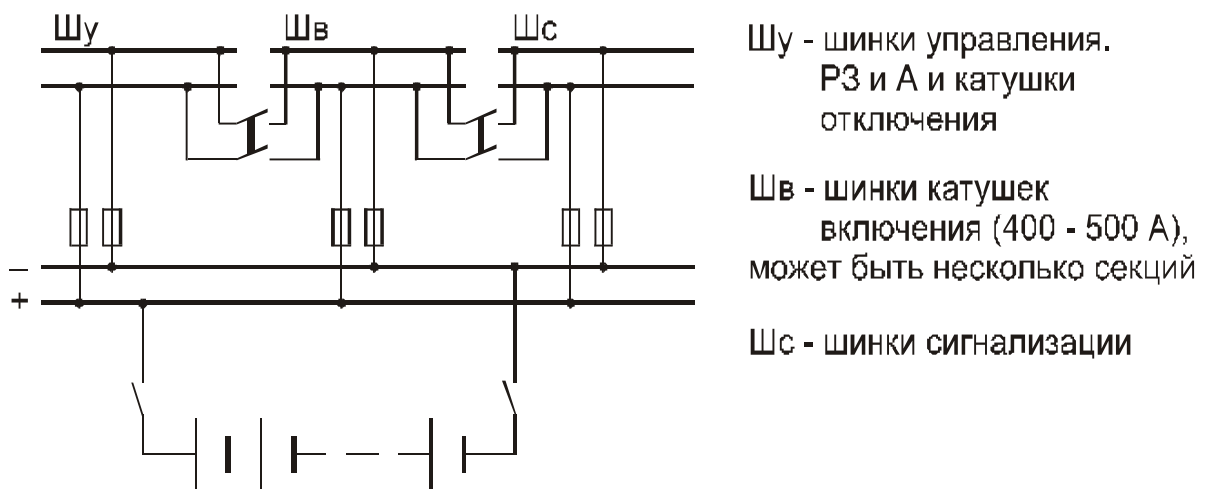 Шу Шв Шс
Шу - шинки управления.
РЗ и А и катушки
отключения
Шв - шинки катушек
включения (400 - 500 А),
может быть несколько секций
Шс - шинки сигнализации
–
+